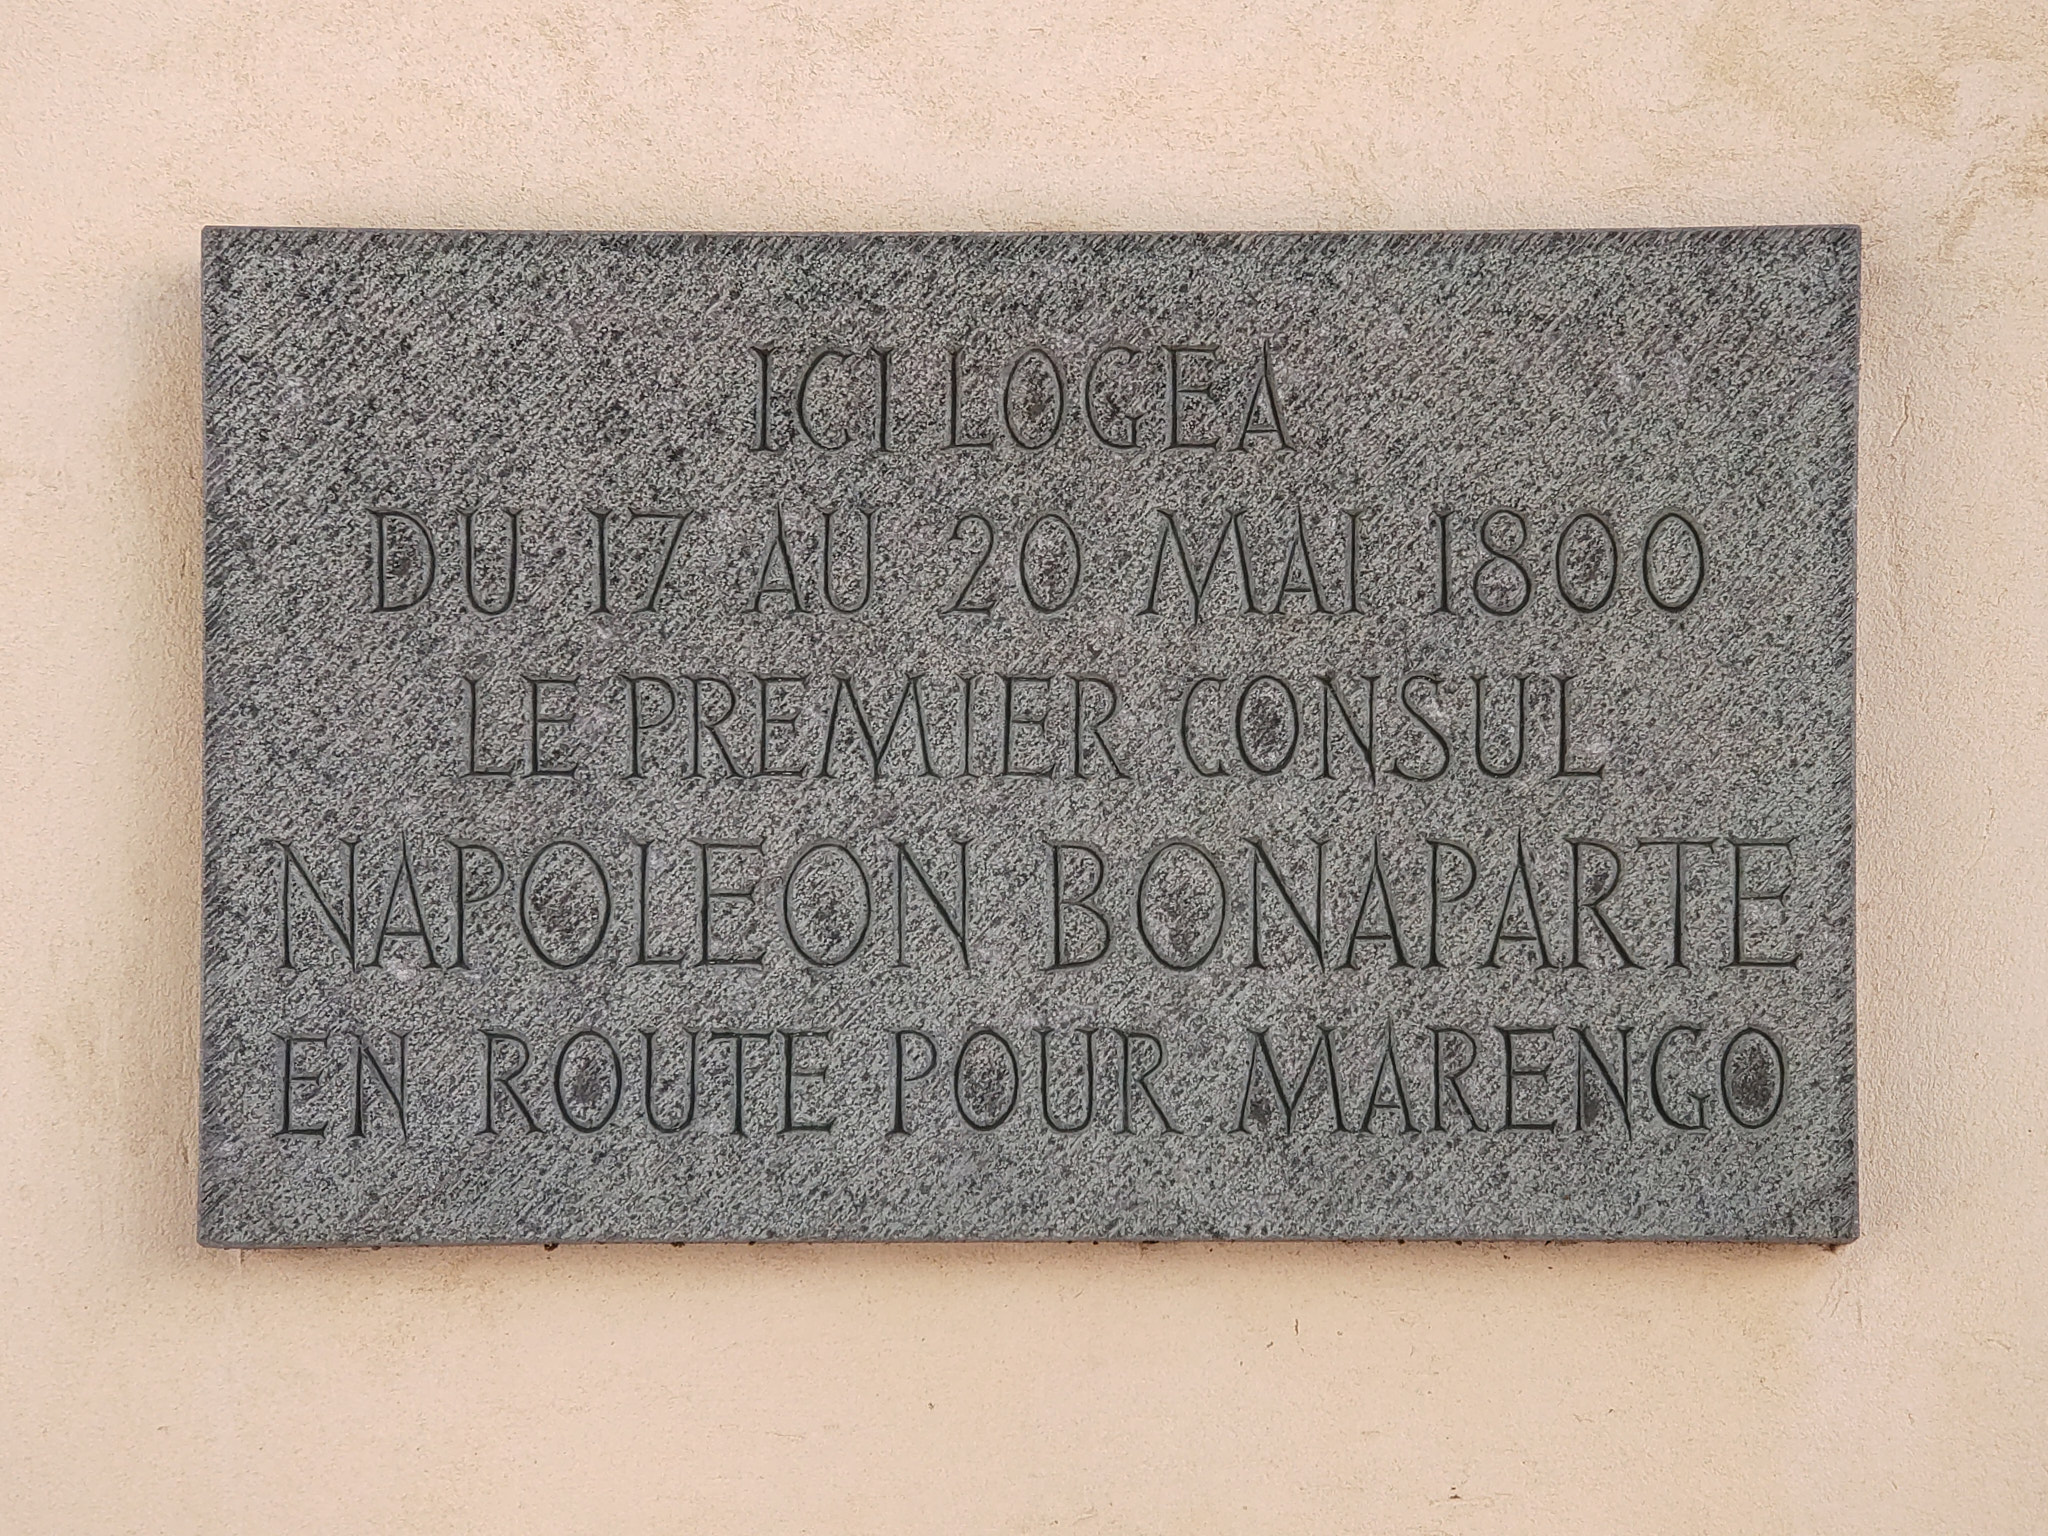 ICI LOGEA
DU 17 AU 20 MAI 1800
LE PREMIER CONSUL
NAPOLEON BONAPARTE
EN ROUTE POUR MARENGO